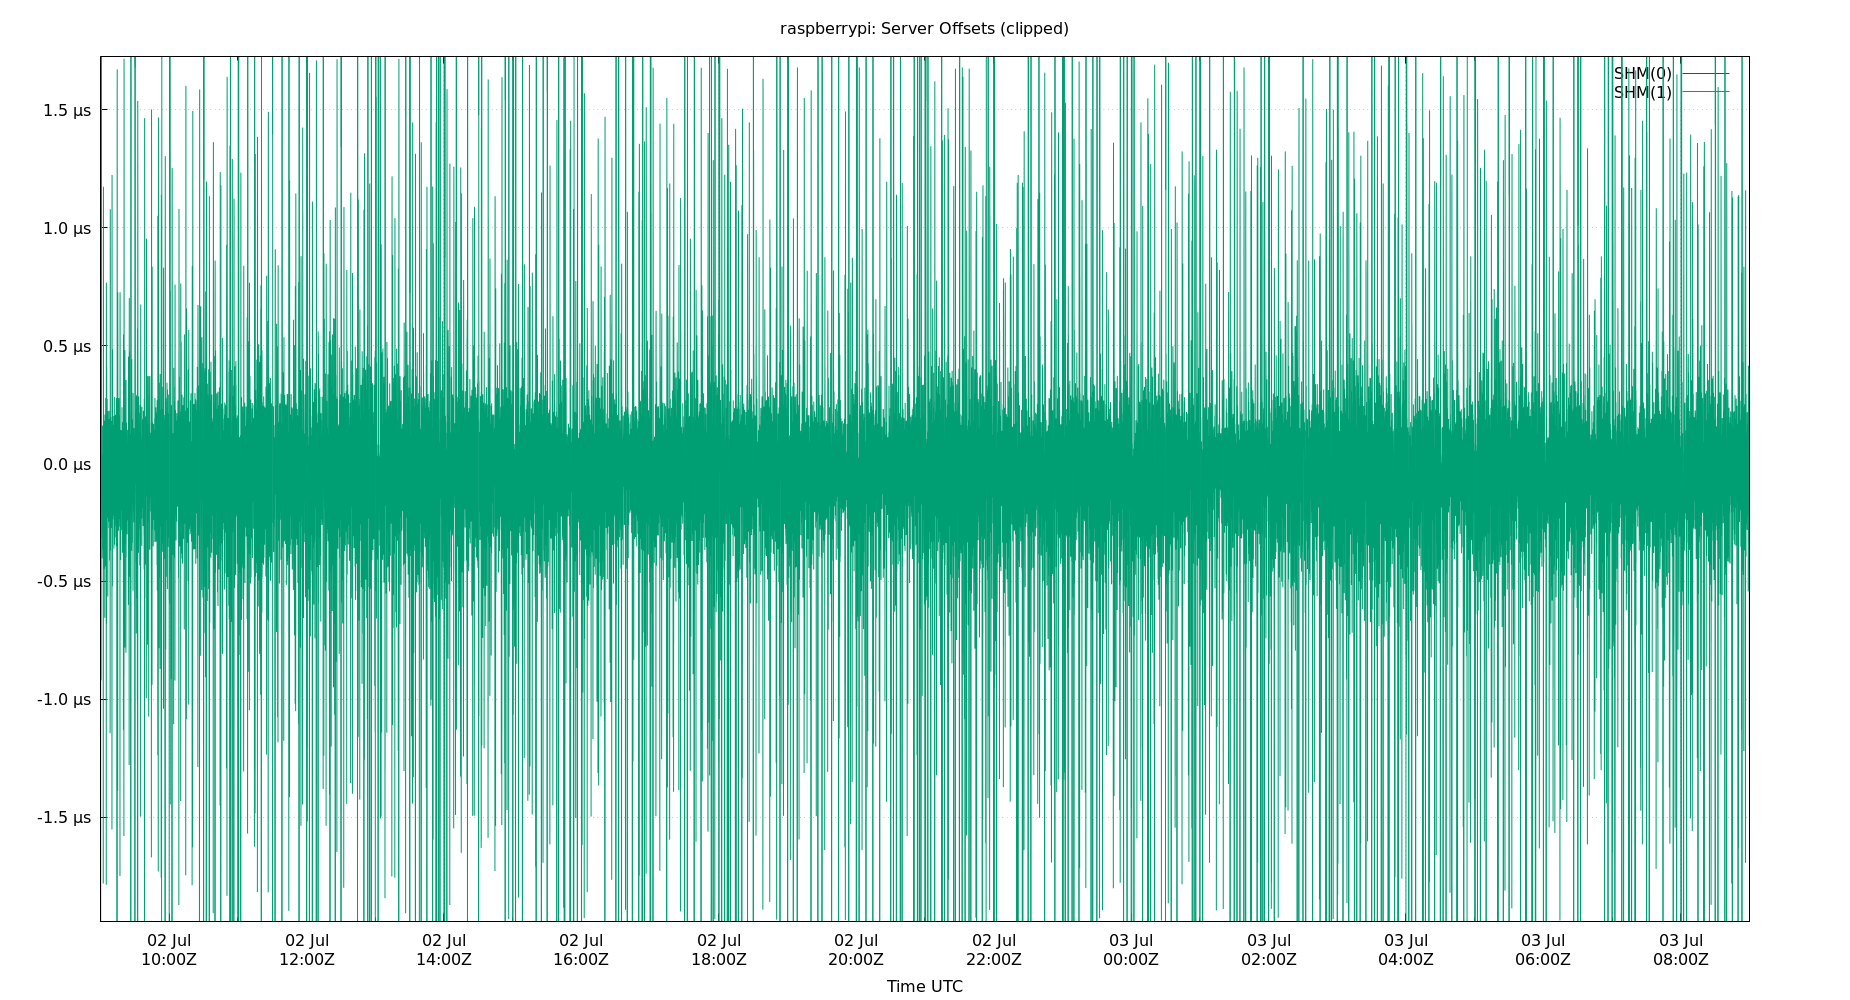 raspberrypi: Server Offsets (clipped)
SHM(0)
SHM(1)
1.5 µs
1.0 µs
0.5 µs
0.0 µs
-0.5 µs
-1.0 µs
-1.5 µs
02 Jul 02 Jul 02 Jul 02 Jul 02 Jul 02 Jul 02 Jul 03 Jul 03 Jul 03 Jul 03 Jul 03 Jul
10:00Z 12:00Z 14:00Z 16:00Z 18:00Z 20:00Z 22:00Z 00:00Z 02:00Z 04:00Z 06:00Z 08:00Z
Time UTC